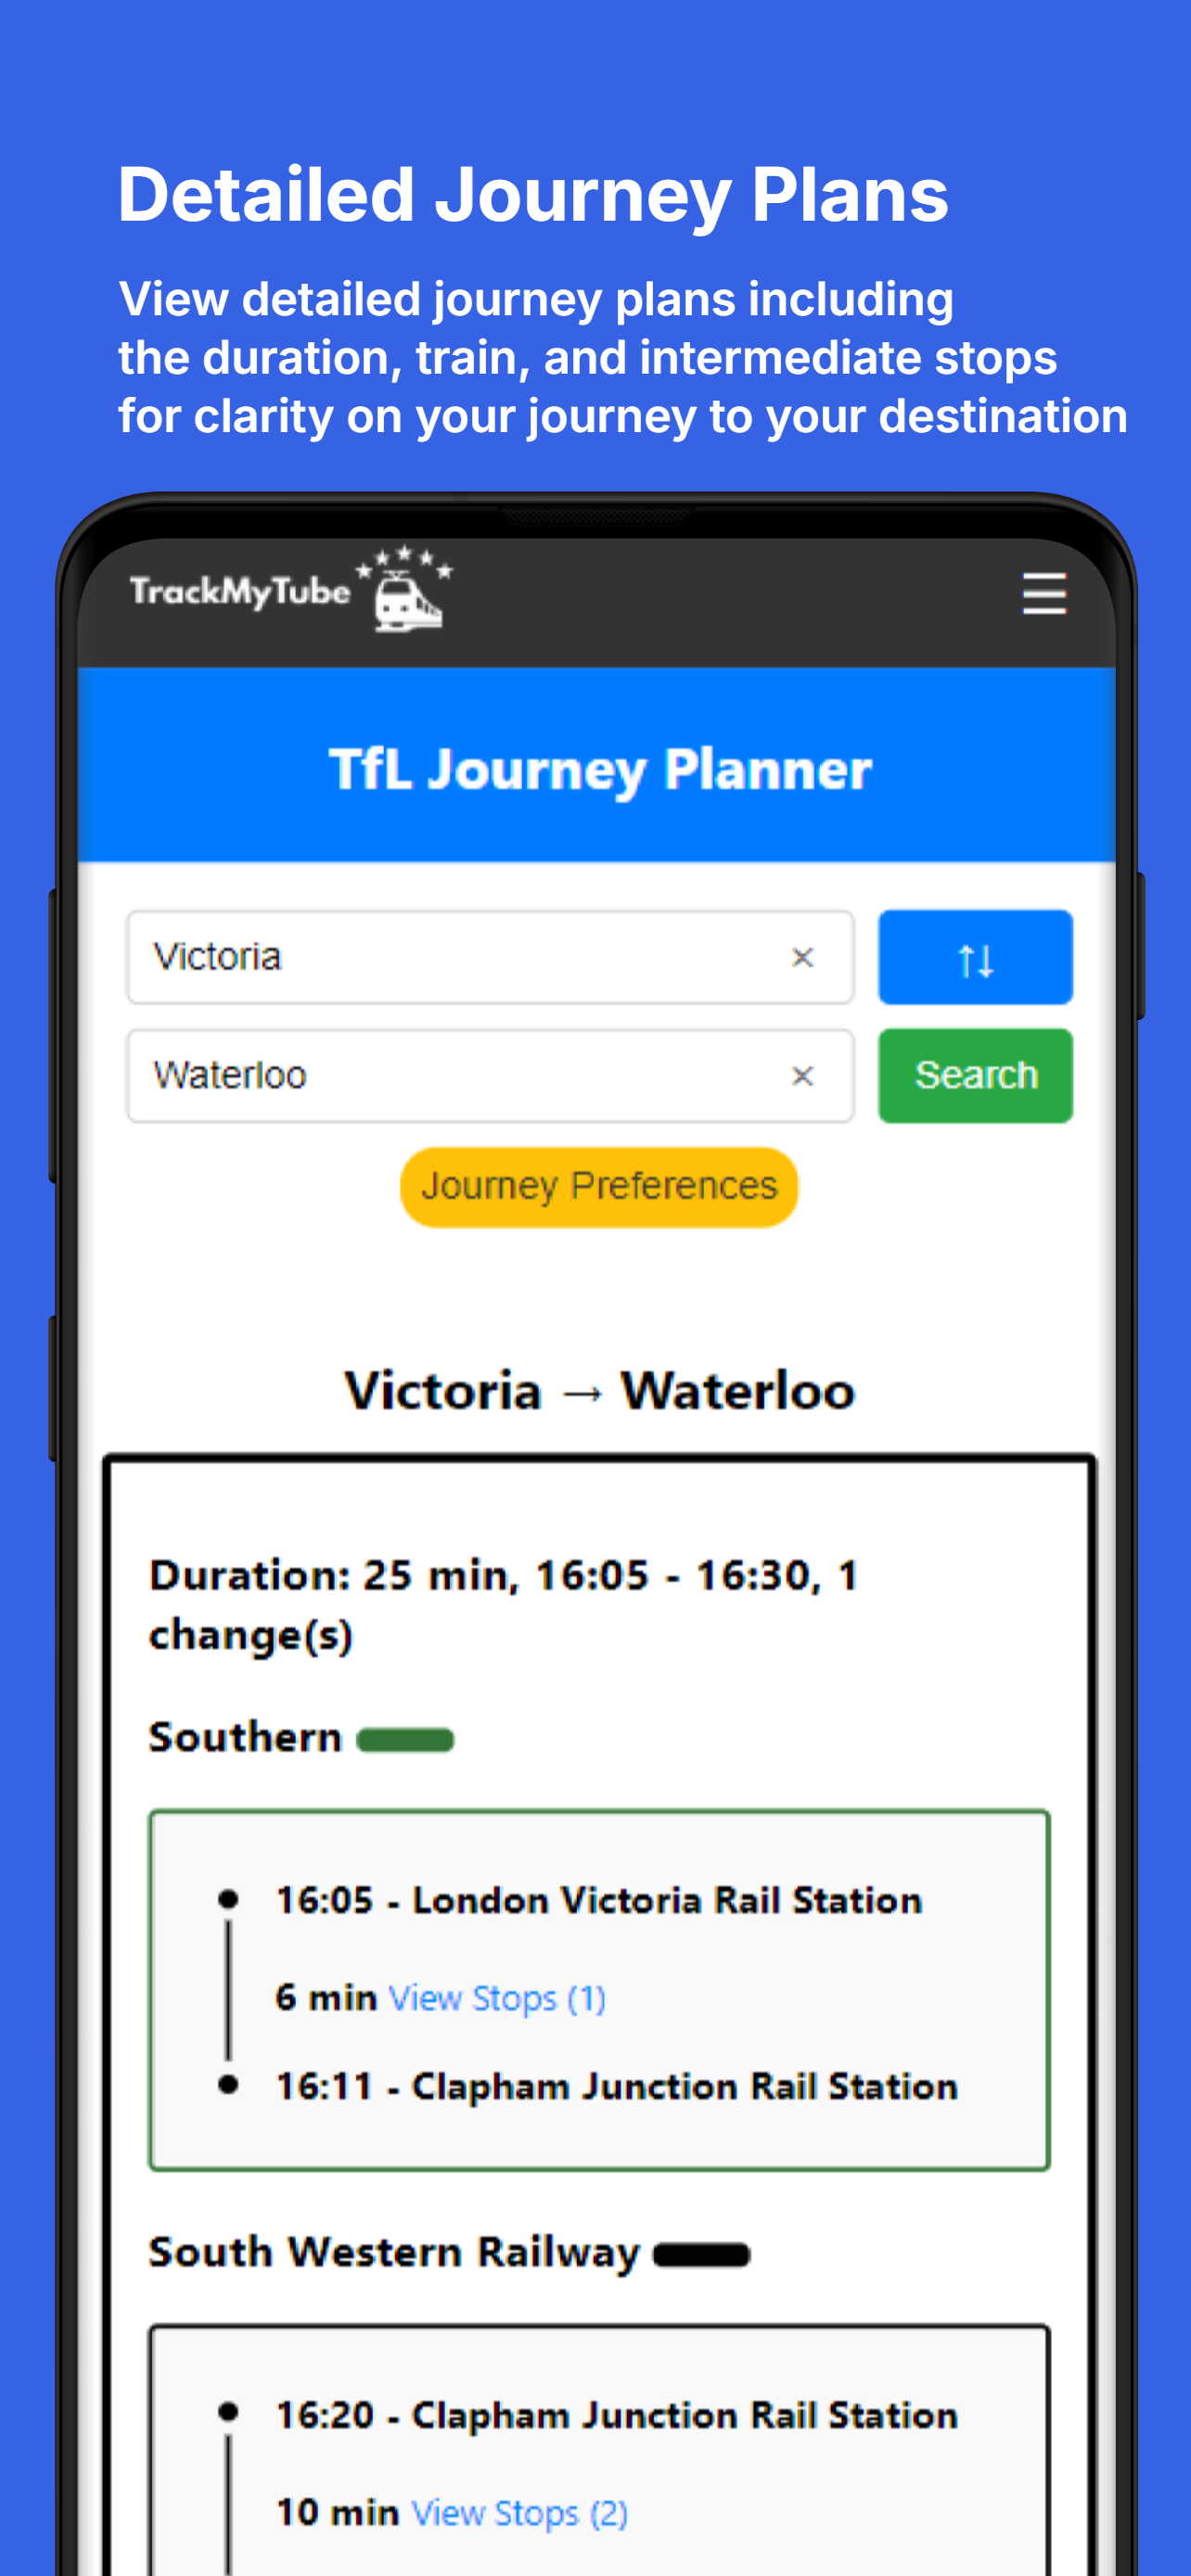 Detailed Journey Plans
View detailed journey plans including
the duration, train, and intermediate stops
for clarity on your journey to your destination
TrackMyTube
TfL Journey Planner
Victoria ×
↑↓
Waterloo ×
Search
Journey Preferences
Victoria → Waterloo
Duration: 25 min, 16:05 - 16:30, 1
change(s)
Southern
16:05 - London Victoria Rail Station
6 min View Stops (1)
16:11 - Clapham Junction Rail Station
South Western Railway
16:20 - Clapham Junction Rail Station
10 min View Stops (2)